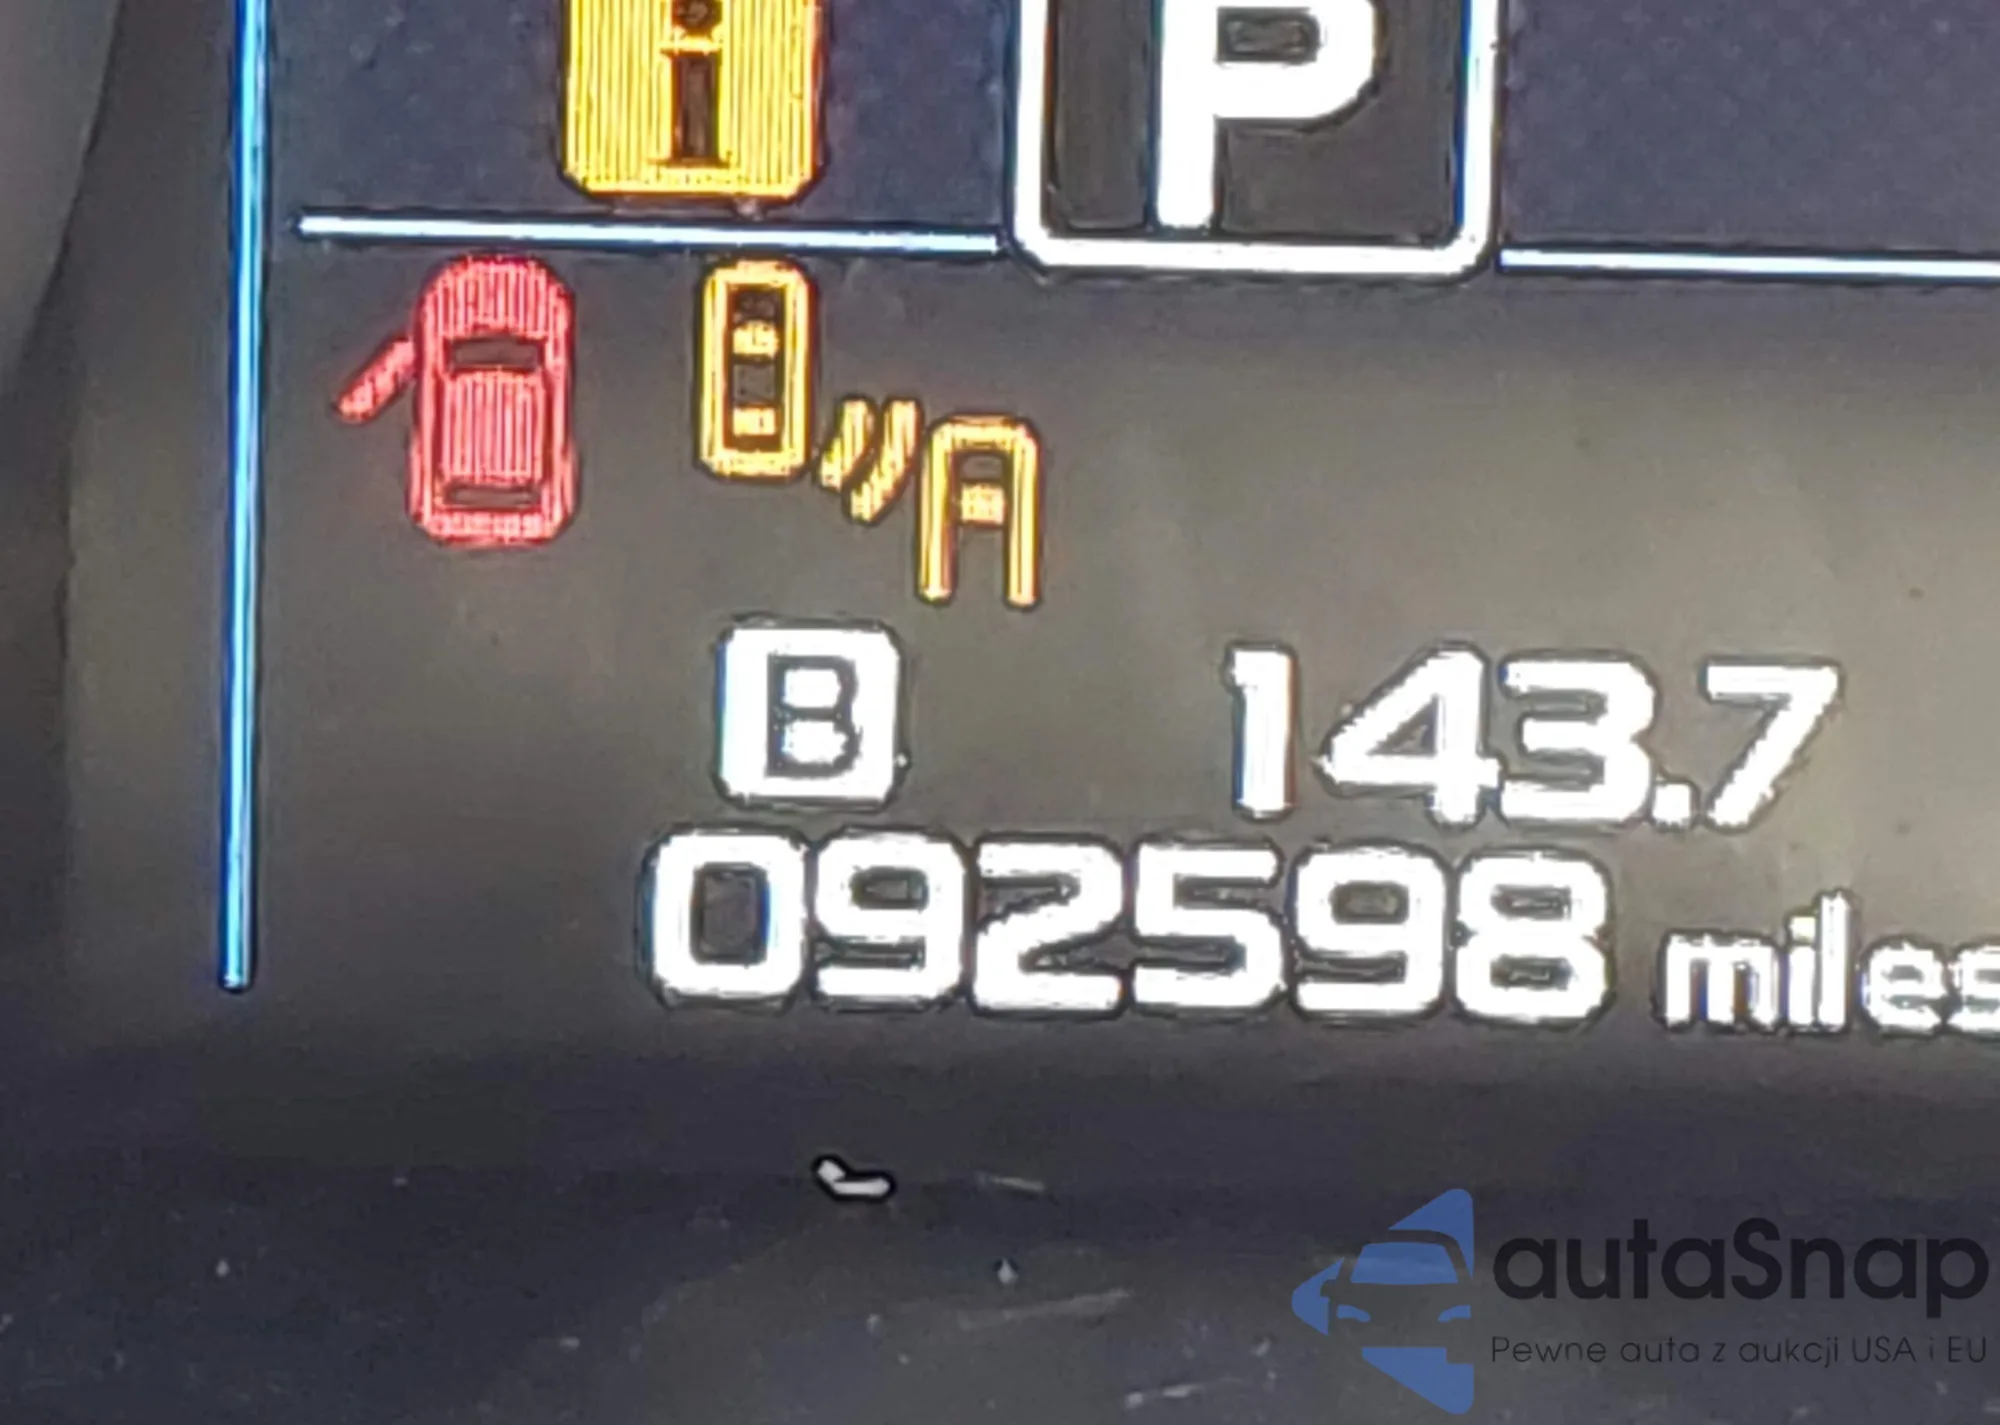 i
P
B 143.7
092598 miles
autaSnap
Pewne auta z aukcji USA i EU